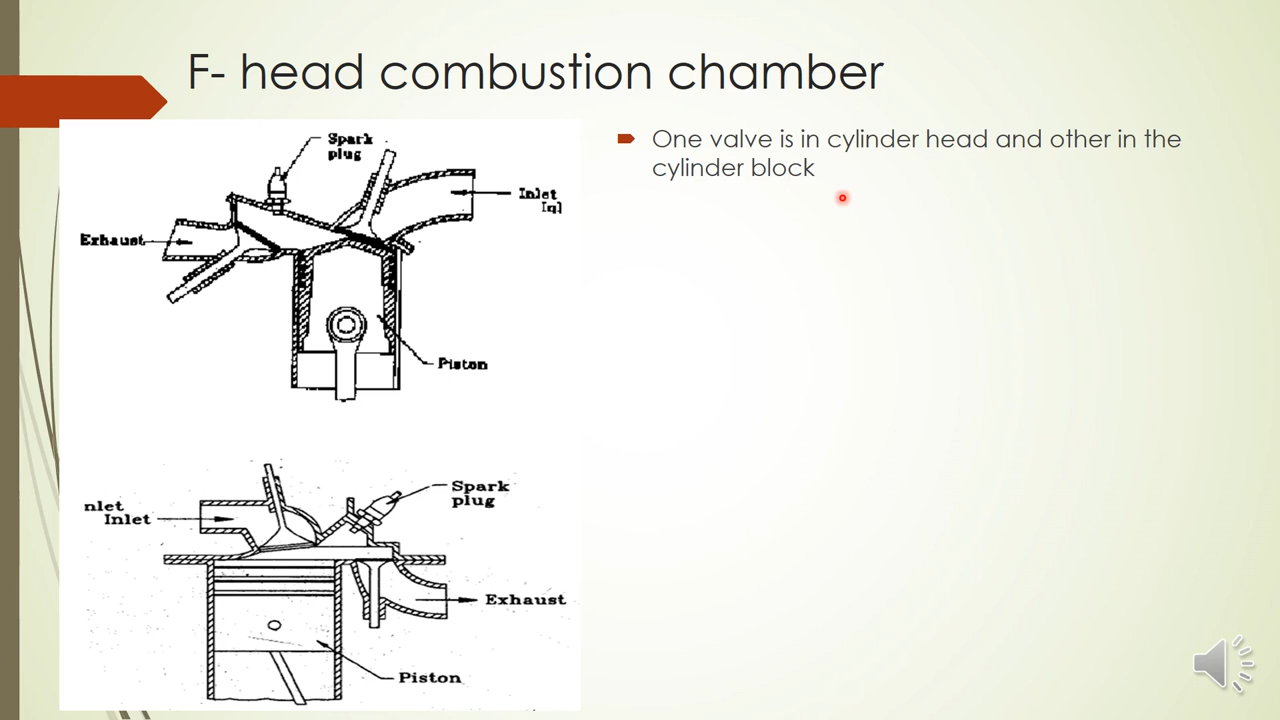 F- head combustion chamber
One valve is in cylinder head and other in the
cylinder block
Spark
plug
Inlet
Exhaust
Piston
Spark
plug
nlet
Inlet
Exhaust
Piston